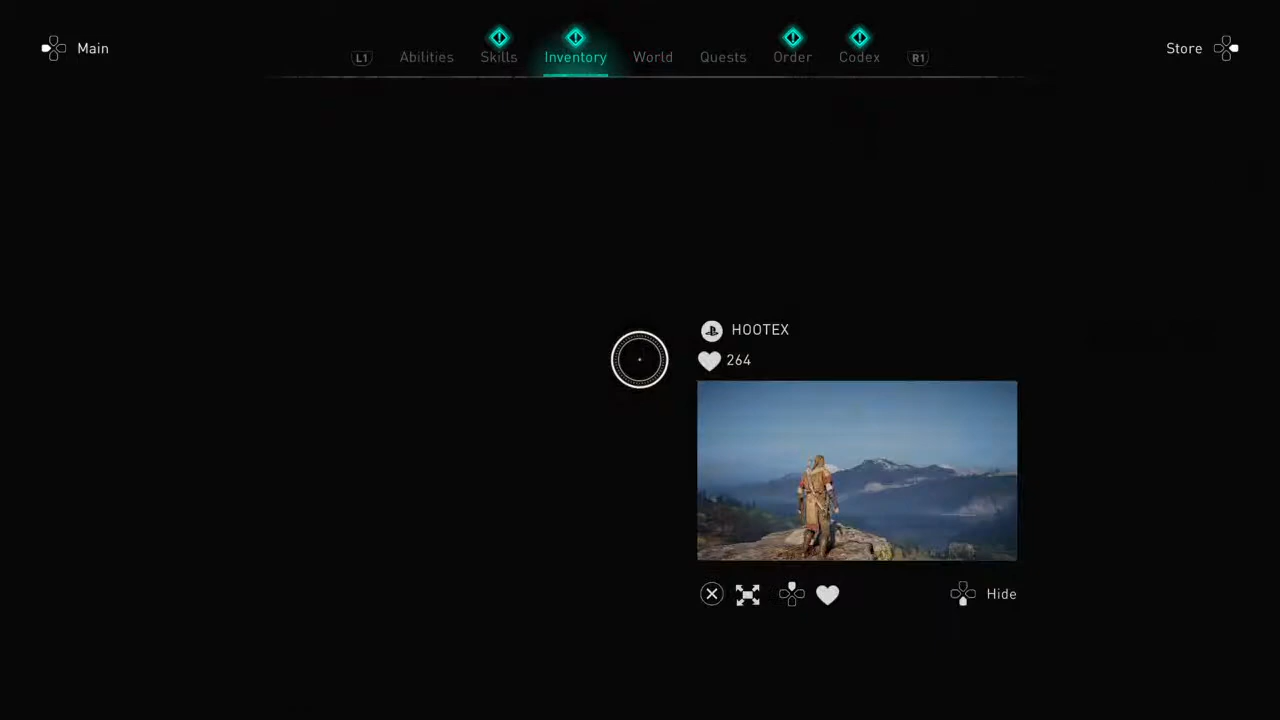 Main
L1 Abilities Skills Inventory World Quests Order Codex R1
Store
HOOTEX
264
Hide